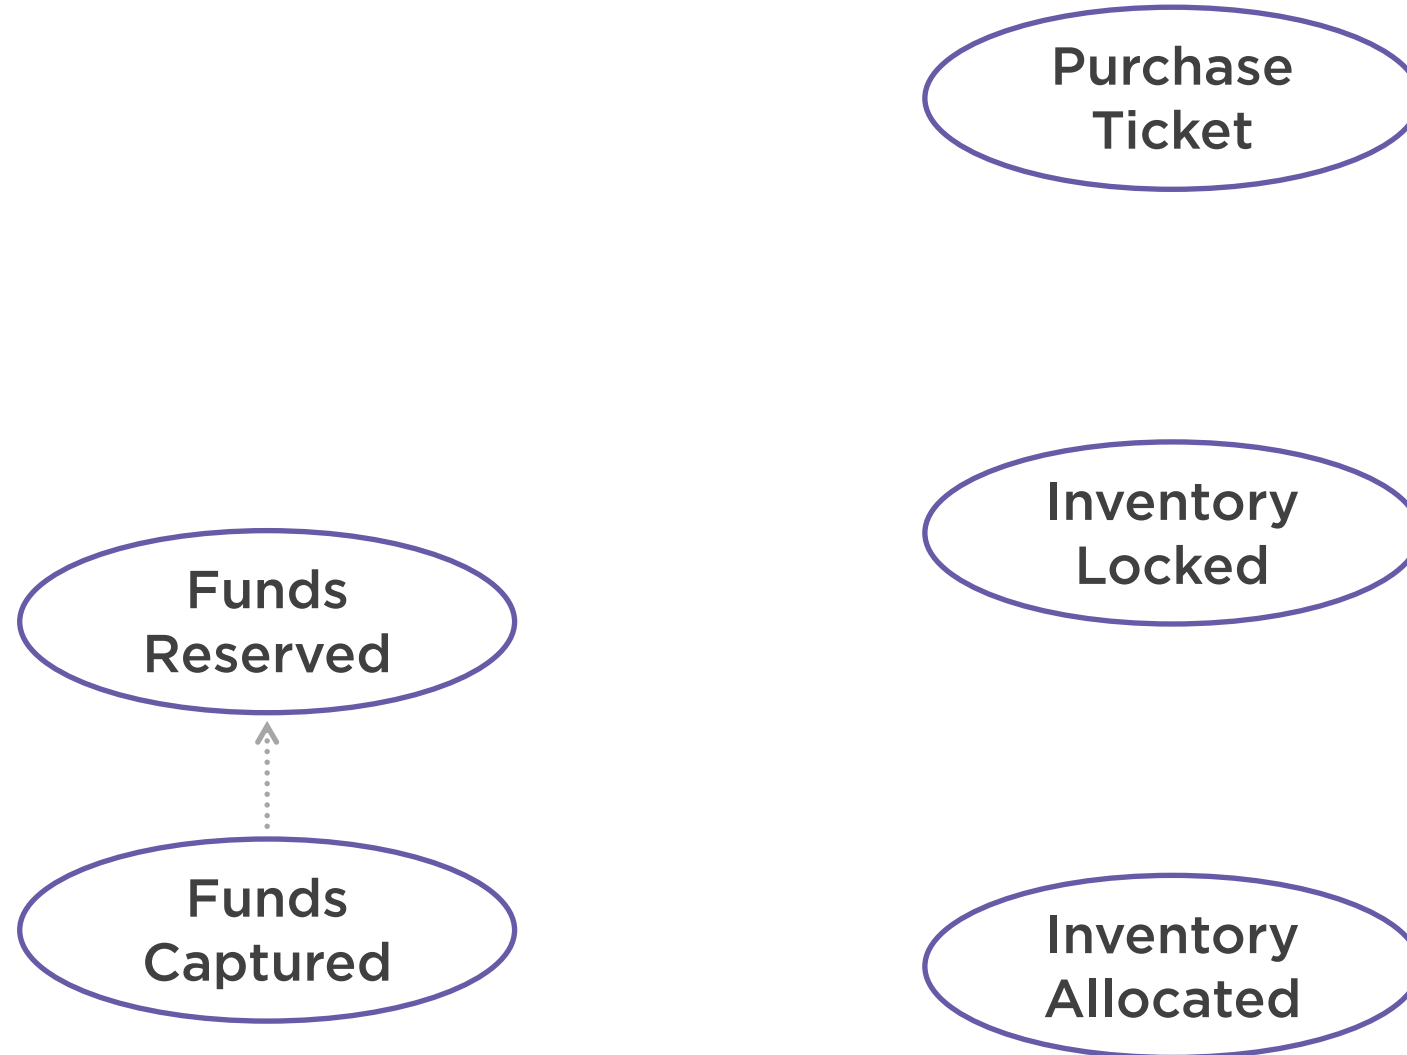 Purchase
Ticket
Inventory
Locked
Funds
Reserved
Funds
Captured
Inventory
Allocated